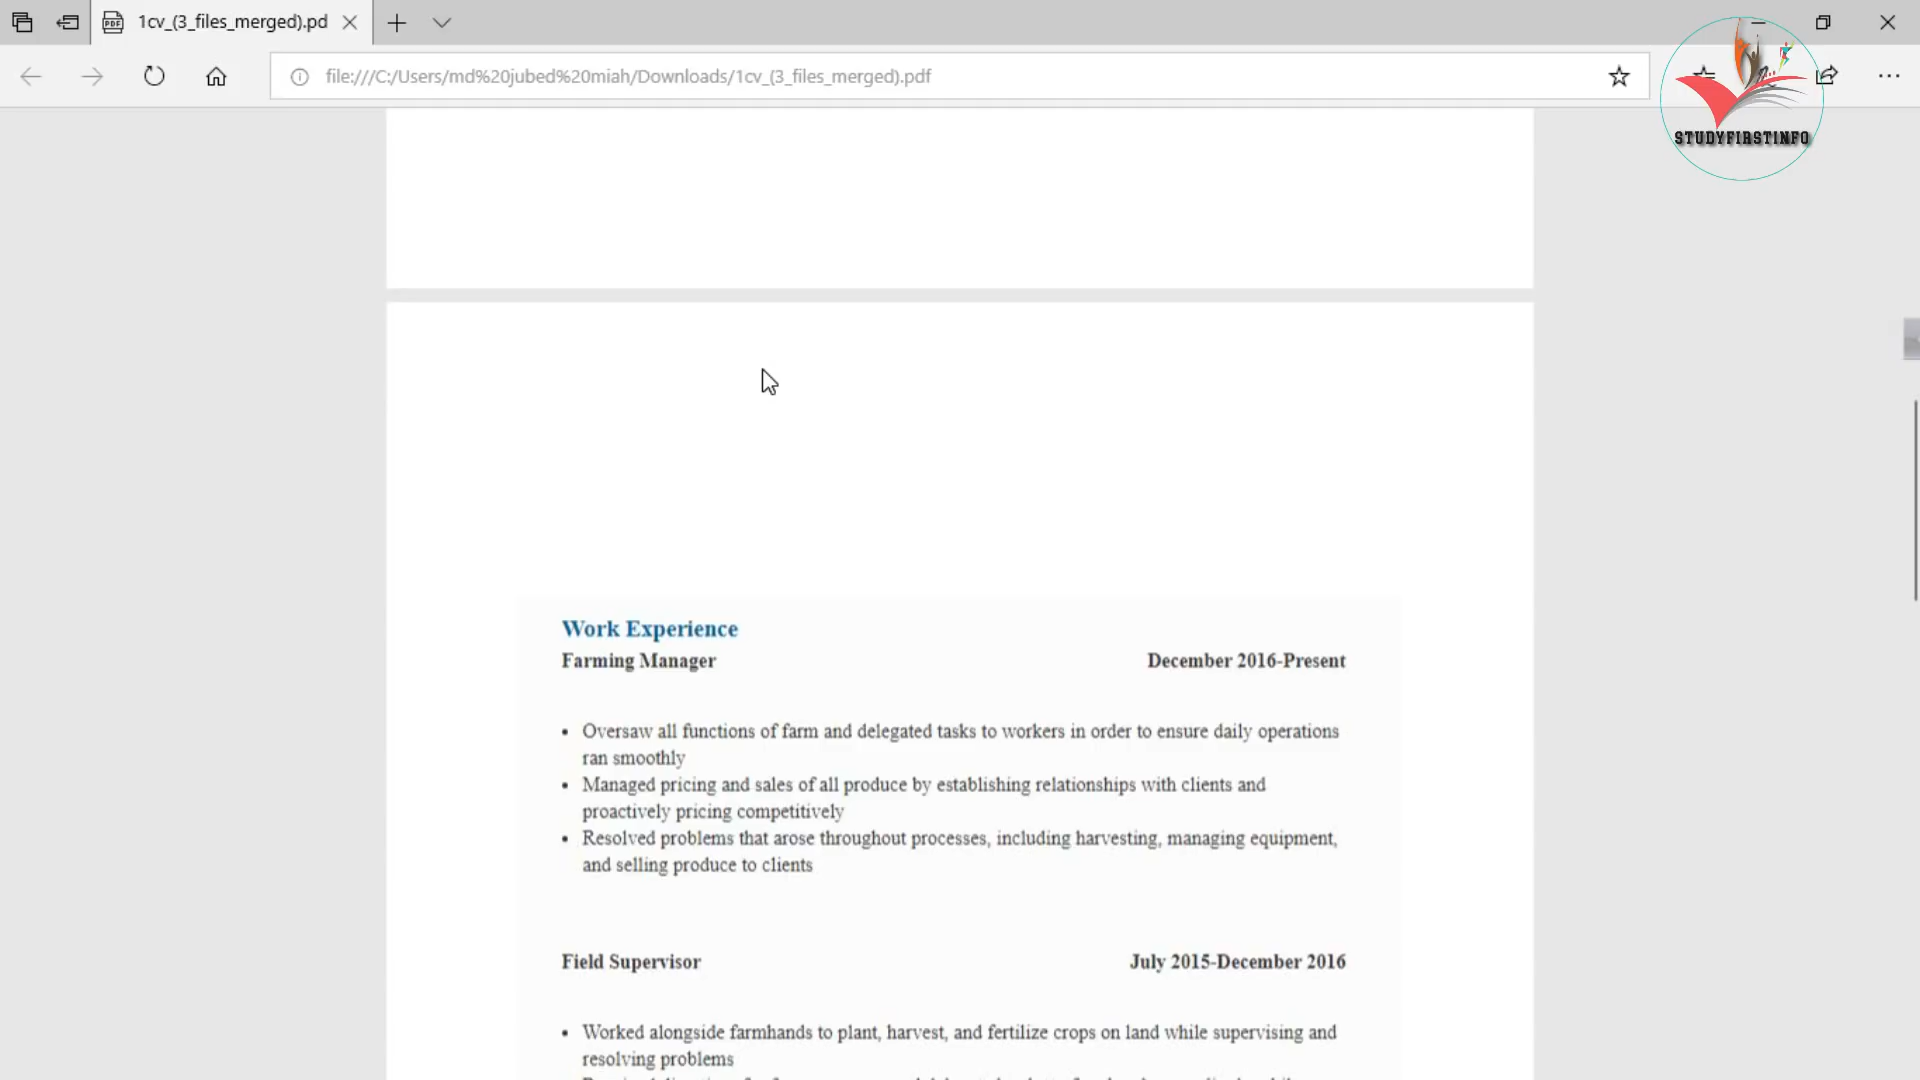 1cv_(3_files_merged).pd
file:///C:/Users/md%20jubed%20miah/Downloads/1cv_(3_files_merged).pdf
STUDYFIRSTINFO
Work Experience
Farming Manager December 2016-Present
• Oversaw all functions of farm and delegated tasks to workers in order to ensure daily operations
ran smoothly
• Managed pricing and sales of all produce by establishing relationships with clients and
proactively pricing competitively
• Resolved problems that arose throughout processes, including harvesting, managing equipment,
and selling produce to clients
Field Supervisor July 2015-December 2016
• Worked alongside farmhands to plant, harvest, and fertilize crops on land while supervising and
resolving problems